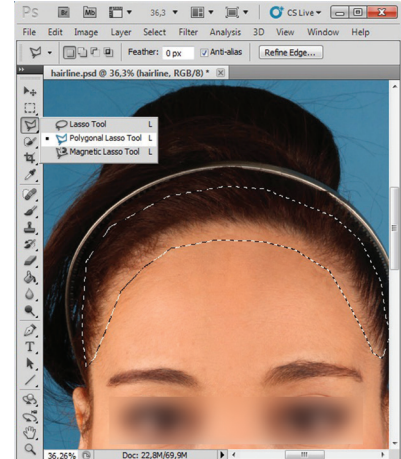 Ps Br Mb 36,3 CS Live
File Edit Image Layer Select Filter Analysis 3D View Window Help
Feather: 0 px Anti-alias Refine Edge...
hairline.psd @ 36,3% (hairline, RGB/8) *
Lasso Tool L
Polygonal Lasso Tool L
Magnetic Lasso Tool L
T
36,26% Doc: 22,8M/69,9M